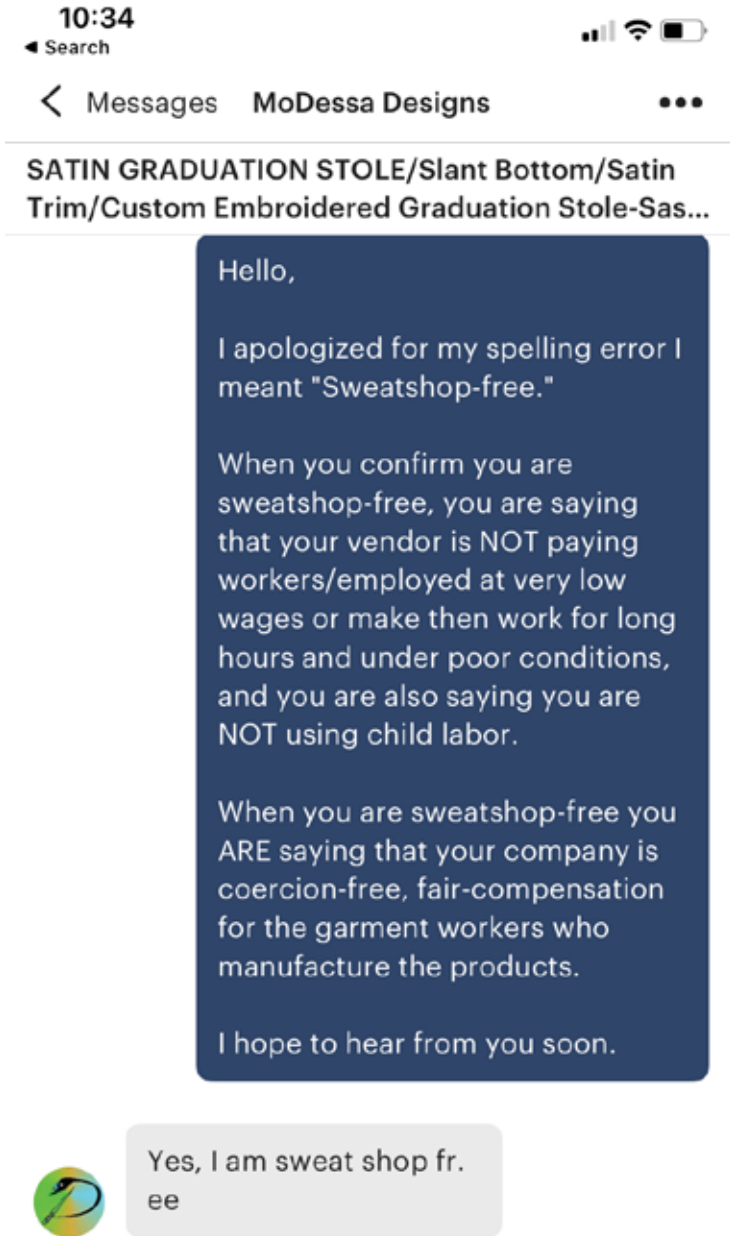 10:34
Search
Messages MoDessa Designs
SATIN GRADUATION STOLE/Slant Bottom/Satin
Trim/Custom Embroidered Graduation Stole-Sas...
Hello,
I apologized for my spelling error I
meant "Sweatshop-free."
When you confirm you are
sweatshop-free, you are saying
that your vendor is NOT paying
workers/employed at very low
wages or make then work for long
hours and under poor conditions,
and you are also saying you are
NOT using child labor.
When you are sweatshop-free you
ARE saying that your company is
coercion-free, fair-compensation
for the garment workers who
manufacture the products.
I hope to hear from you soon.
Yes, I am sweat shop fr.
ee